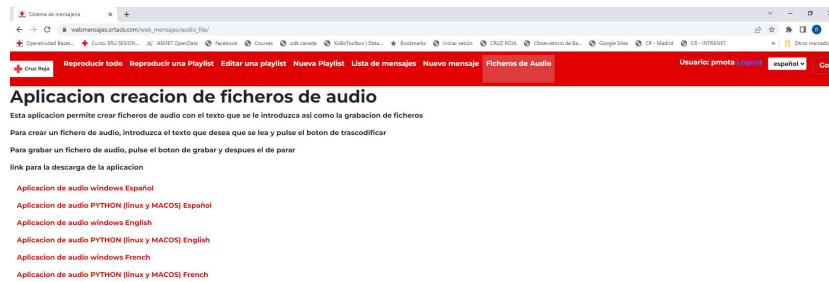 Sistema de mensajeria
webmensajes.ortack.com/web_mensajes/audio_file/
Operatividad Bases... Curso: ERU SESION... ARMET OpenData Facebook Courses odk canada KoBoToolbox | Data... Bookmarks Iniciar sesión CRUZ ROJA Observatorio de Ba... Google Sites CR - Madrid CR - INTRANET Otros marcado
Cruz Roja Reproducir todo Reproducir una Playlist Editar una playlist Nueva Playlist Lista de mensajes Nuevo mensaje Ficheros de Audio Usuario: pmota Logout español Go
Aplicacion creacion de ficheros de audio
Esta aplicacion permite crear ficheros de audio con el texto que se le introduzca asi como la grabacion de ficheros
Para crear un fichero de audio, introduzca el texto que desea que se lea y pulse el boton de trascodificar
Para grabar un fichero de audio, pulse el boton de grabar y despues el de parar
link para la descarga de la aplicacion
Aplicacion de audio windows Español
Aplicacion de audio PYTHON (linux y MACOS) Español
Aplicacion de audio windows English
Aplicacion de audio PYTHON (linux y MACOS) English
Aplicacion de audio windows French
Aplicacion de audio PYTHON (linux y MACOS) French